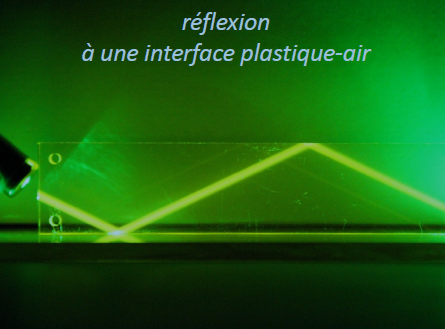 réflexion
à une interface plastique-air